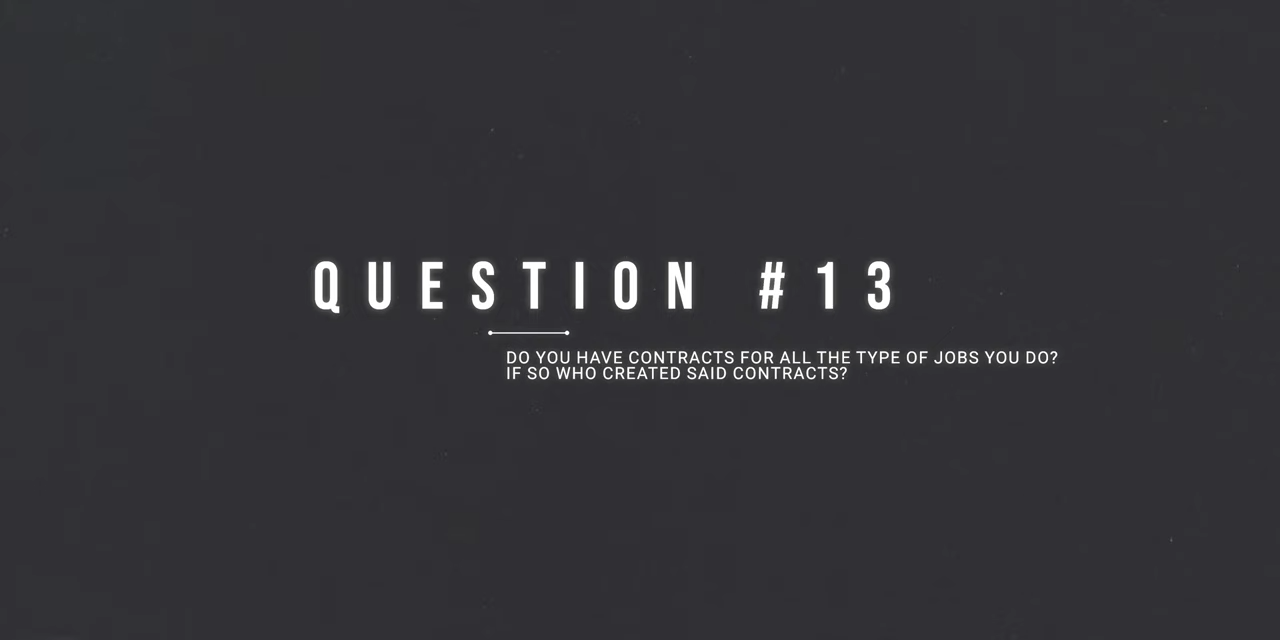 QUESTION #13
DO YOU HAVE CONTRACTS FOR ALL THE TYPE OF JOBS YOU DO?
IF SO WHO CREATED SAID CONTRACTS?